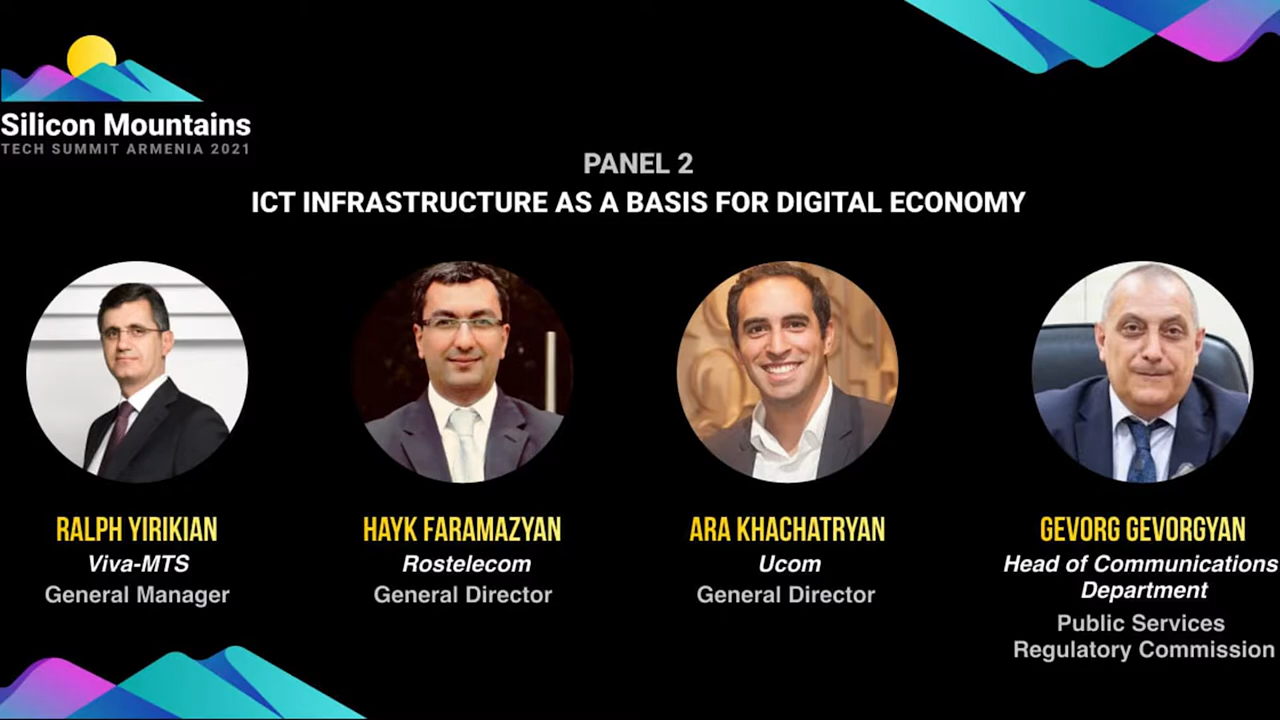 Silicon Mountains
TECH SUMMIT ARMENIA 2021
PANEL 2
ICT INFRASTRUCTURE AS A BASIS FOR DIGITAL ECONOMY
RALPH YIRIKIAN
Viva-MTS
General Manager
HAYK FARAMAZYAN
Rostelecom
General Director
ARA KHACHATRYAN
Ucom
General Director
GEVORG GEVORGYAN
Head of Communications
Department
Public Services
Regulatory Commission